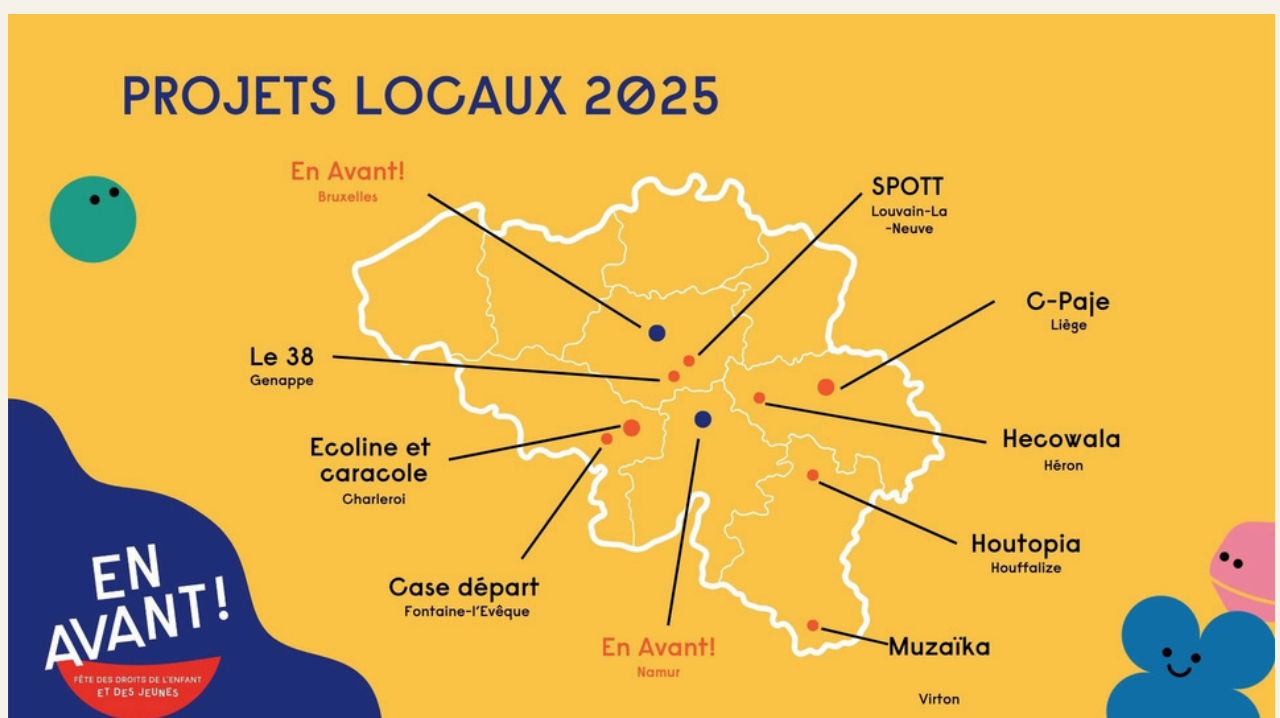 PROJETS LOCAUX 2025
En Avant!
Bruxelles
SPOTT
Louvain-La
-Neuve
C-Paje
Liège
Le 38
Genappe
Hecowala
Héron
Ecoline et
caracole
Charleroi
Houtopia
Houffalize
Case départ
Fontaine-l'Evêque
En Avant!
Namur
Muzaïka
Virton
EN
AVANT!
FÊTE DES DROITS DE L'ENFANT
ET DES JEUNES